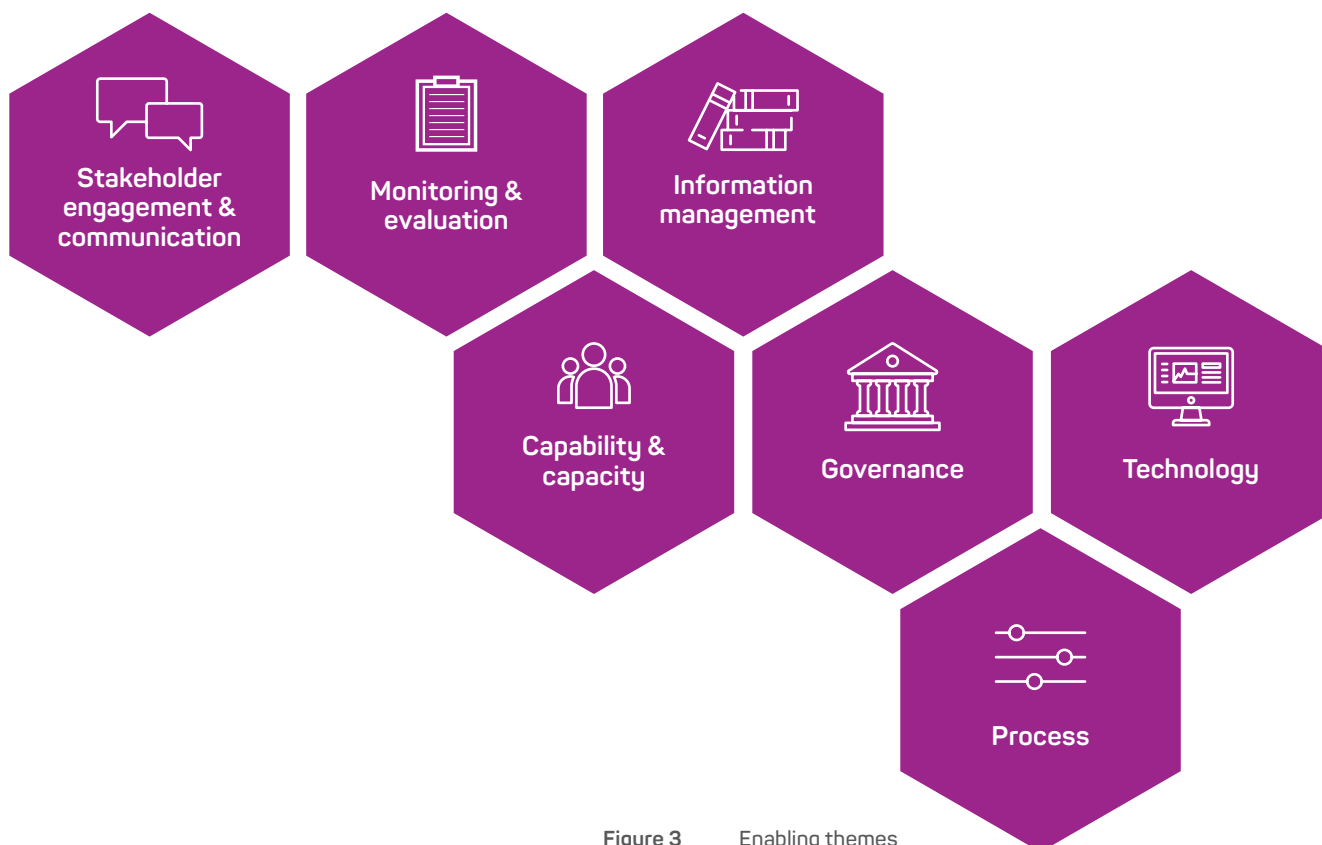 Stakeholder
engagement &
communication
Monitoring &
evaluation
Information
management
Capability &
capacity
Governance
Technology
Process
Figure 3 Enabling themes